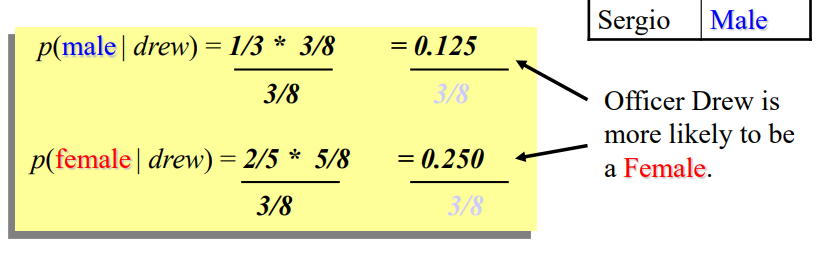 Sergio Male
p(male | drew) = 1/3 * 3/8 = 0.125
3/8 3/8
Officer Drew is
more likely to be
a Female.
p(female | drew) = 2/5 * 5/8 = 0.250
3/8 3/8